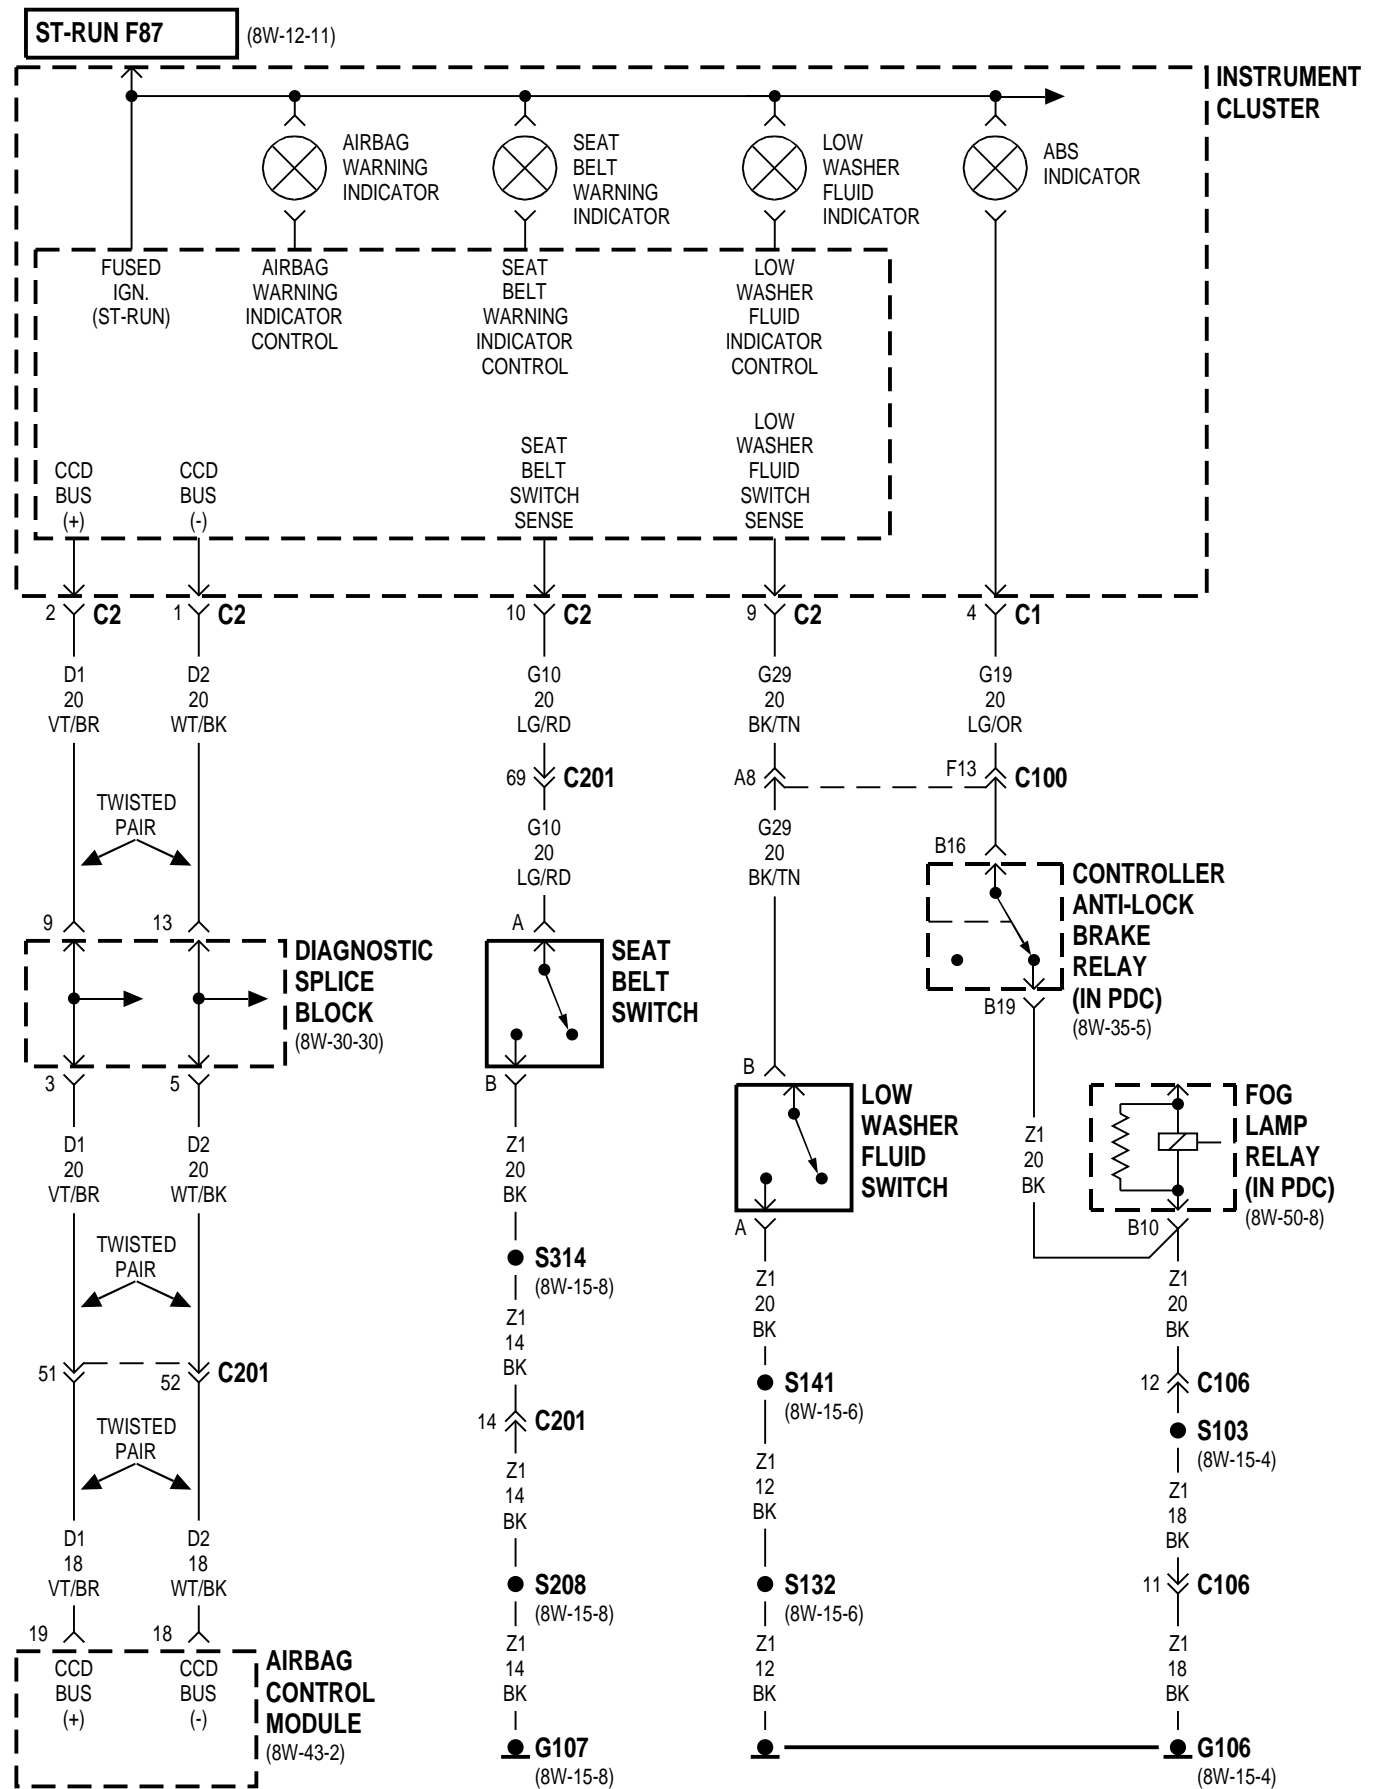 ST-RUN F87
(8W-12-11)
INSTRUMENT
CLUSTER
AIRBAG
WARNING
INDICATOR
SEAT
BELT
WARNING
INDICATOR
LOW
WASHER
FLUID
INDICATOR
ABS
INDICATOR
FUSED
IGN.
(ST-RUN)
AIRBAG
WARNING
INDICATOR
CONTROL
SEAT
BELT
WARNING
INDICATOR
CONTROL
LOW
WASHER
FLUID
INDICATOR
CONTROL
CCD
BUS
(+)
CCD
BUS
(-)
SEAT
BELT
SWITCH
SENSE
LOW
WASHER
FLUID
SWITCH
SENSE
2 C2
1 C2
10 C2
9 C2
4 C1
D1
20
VT/BR
D2
20
WT/BK
G10
20
LG/RD
G29
20
BK/TN
G19
20
LG/OR
69 C201
A8
F13 C100
TWISTED
PAIR
G10
20
LG/RD
G29
20
BK/TN
B16
CONTROLLER
ANTI-LOCK
BRAKE
RELAY
(IN PDC)
(8W-35-5)
B19
9
13
DIAGNOSTIC
SPLICE
BLOCK
(8W-30-30)
3
5
A
SEAT
BELT
SWITCH
B
B
LOW
WASHER
FLUID
SWITCH
A
Z1
20
BK
FOG
LAMP
RELAY
(IN PDC)
(8W-50-8)
B10
D1
20
VT/BR
D2
20
WT/BK
Z1
20
BK
TWISTED
PAIR
S314
(8W-15-8)
Z1
20
BK
Z1
20
BK
Z1
14
BK
51
52 C201
S141
(8W-15-6)
12 C106
14 C201
S103
(8W-15-4)
TWISTED
PAIR
Z1
14
BK
Z1
12
BK
Z1
18
BK
D1
18
VT/BR
D2
18
WT/BK
S208
(8W-15-8)
S132
(8W-15-6)
11 C106
19
18
CCD
BUS
(+)
CCD
BUS
(-)
AIRBAG
CONTROL
MODULE
(8W-43-2)
Z1
14
BK
Z1
12
BK
Z1
18
BK
G107
(8W-15-8)
G106
(8W-15-4)